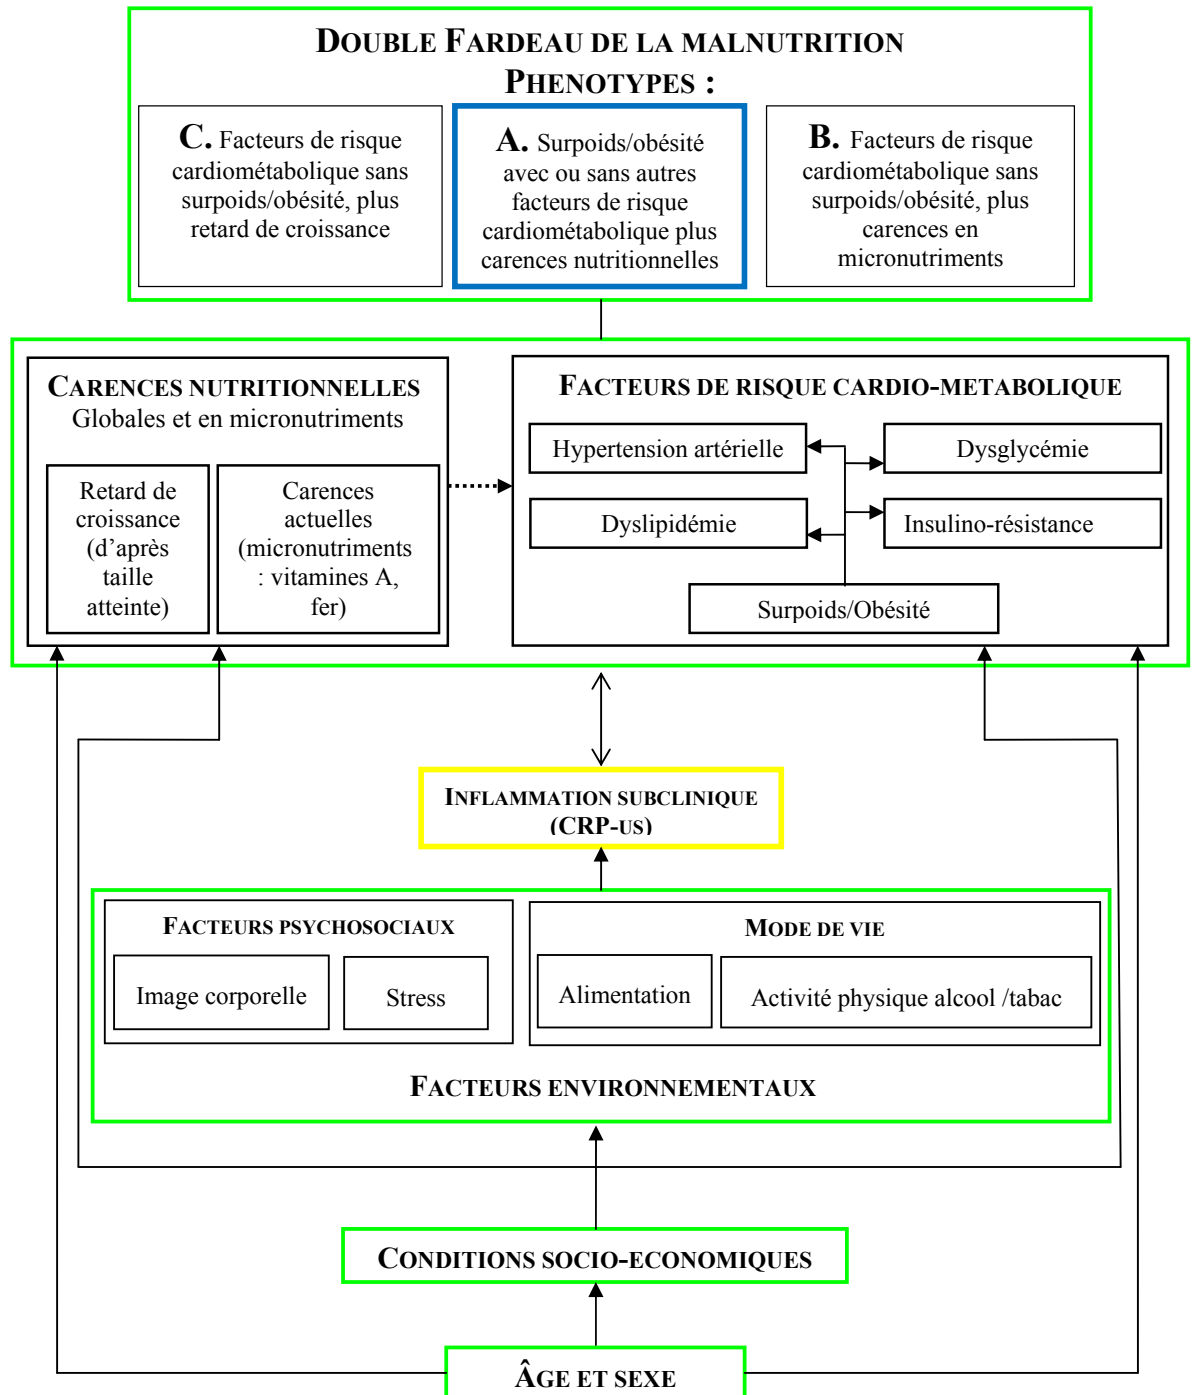 DOUBLE FARDEAU DE LA MALNUTRITION
PHENOTYPES :
C. Facteurs de risque
cardiométabolique sans
surpoids/obésité, plus
retard de croissance
A. Surpoids/obésité
avec ou sans autres
facteurs de risque
cardiométabolique plus
carences nutritionnelles
B. Facteurs de risque
cardiométabolique sans
surpoids/obésité, plus
carences en
micronutriments
CARENCES NUTRITIONNELLES
Globales et en micronutriments
Retard de
croissance
(d'après
taille
atteinte)
Carences
actuelles
(micronutriments
: vitamines A,
fer)
FACTEURS DE RISQUE CARDIO-METABOLIQUE
Hypertension artérielle
Dysglycémie
Dyslipidémie
Insulino-résistance
Surpoids/Obésité
INFLAMMATION SUBCLINIQUE
(CRP-US)
FACTEURS PSYCHOSOCIAUX
Image corporelle
Stress
MODE DE VIE
Alimentation
Activité physique alcool /tabac
FACTEURS ENVIRONNEMENTAUX
CONDITIONS SOCIO-ECONOMIQUES
ÂGE ET SEXE